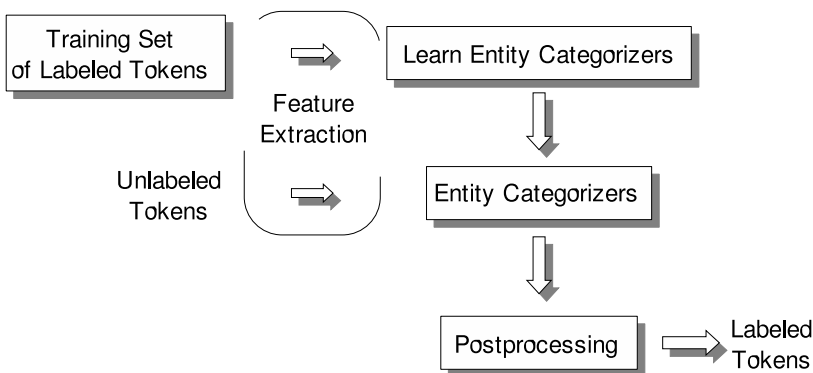 Training Set
of Labeled Tokens
Learn Entity Categorizers
Feature
Extraction
Unlabeled
Tokens
Entity Categorizers
Postprocessing
Labeled
Tokens